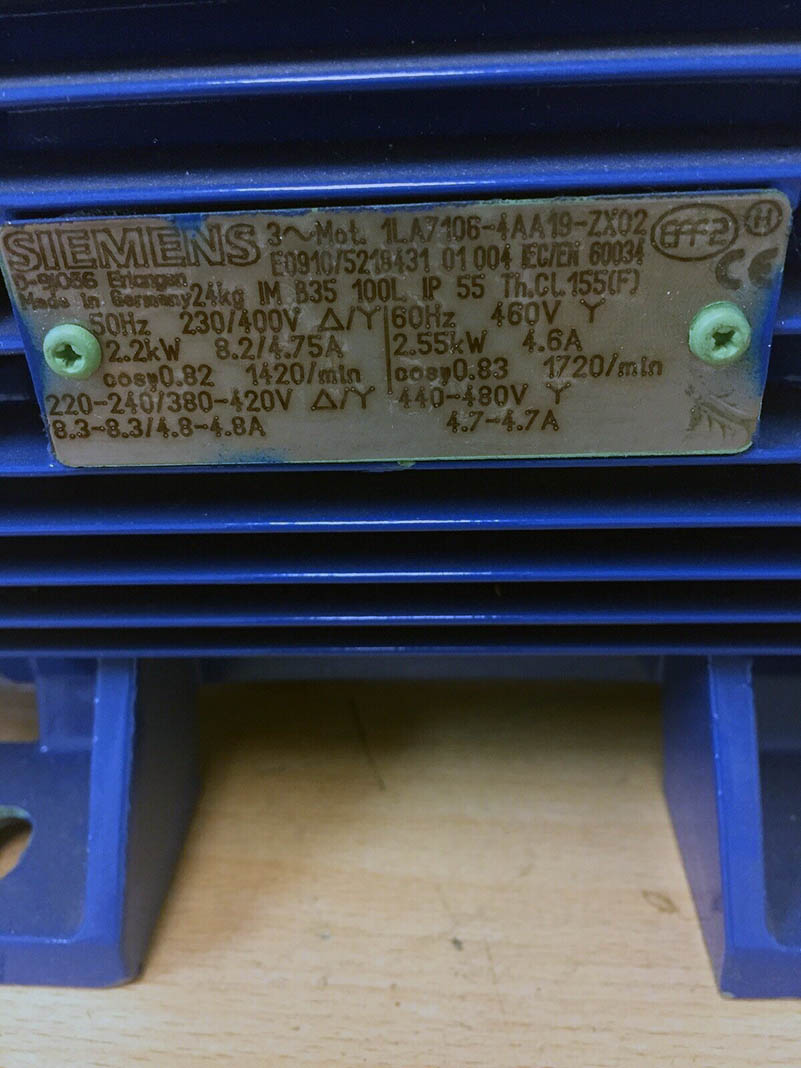 SIEMENS 3~Mot. 1LA7106-4AA19-ZX02 EFF2 H
D-91056 Erlangen E0910/5218431 01 004 IEC/EN 60034 CE
Made in Germany 24kg IM B35 100L IP 55 Th.Cl.155(F)
50Hz 230/400V Δ/Y 60Hz 460V Y
2.2kW 8.2/4.75A 2.55kW 4.6A
cosφ0.82 1420/min cosφ0.83 1720/min
220-240/380-420V Δ/Y 440-480V Y
8.3-8.3/4.8-4.8A 4.7-4.7A